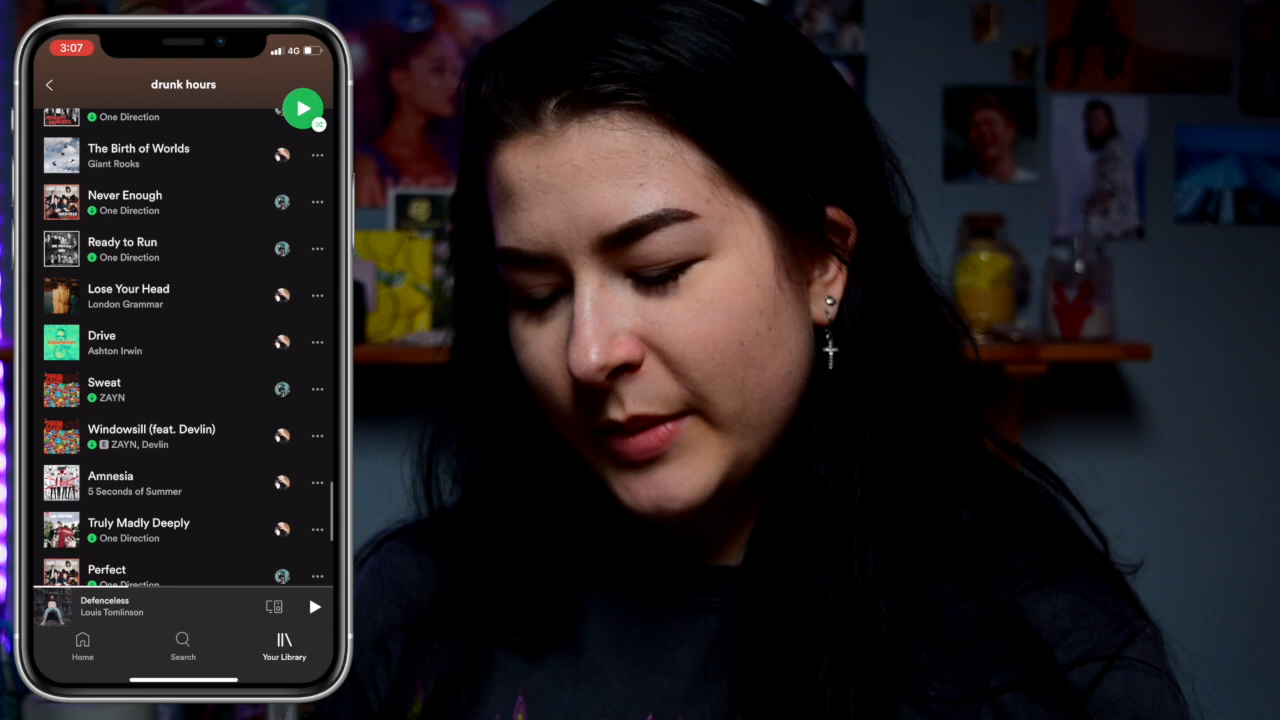 3:07
4G
drunk hours
One Direction
The Birth of Worlds
Giant Rooks
Never Enough
One Direction
Ready to Run
One Direction
Lose Your Head
London Grammar
Drive
Ashton Irwin
Sweat
ZAYN
Windowsill (feat. Devlin)
E ZAYN, Devlin
Amnesia
5 Seconds of Summer
Truly Madly Deeply
One Direction
Perfect
One Direction
Defenceless
Louis Tomlinson
Home
Search
Your Library